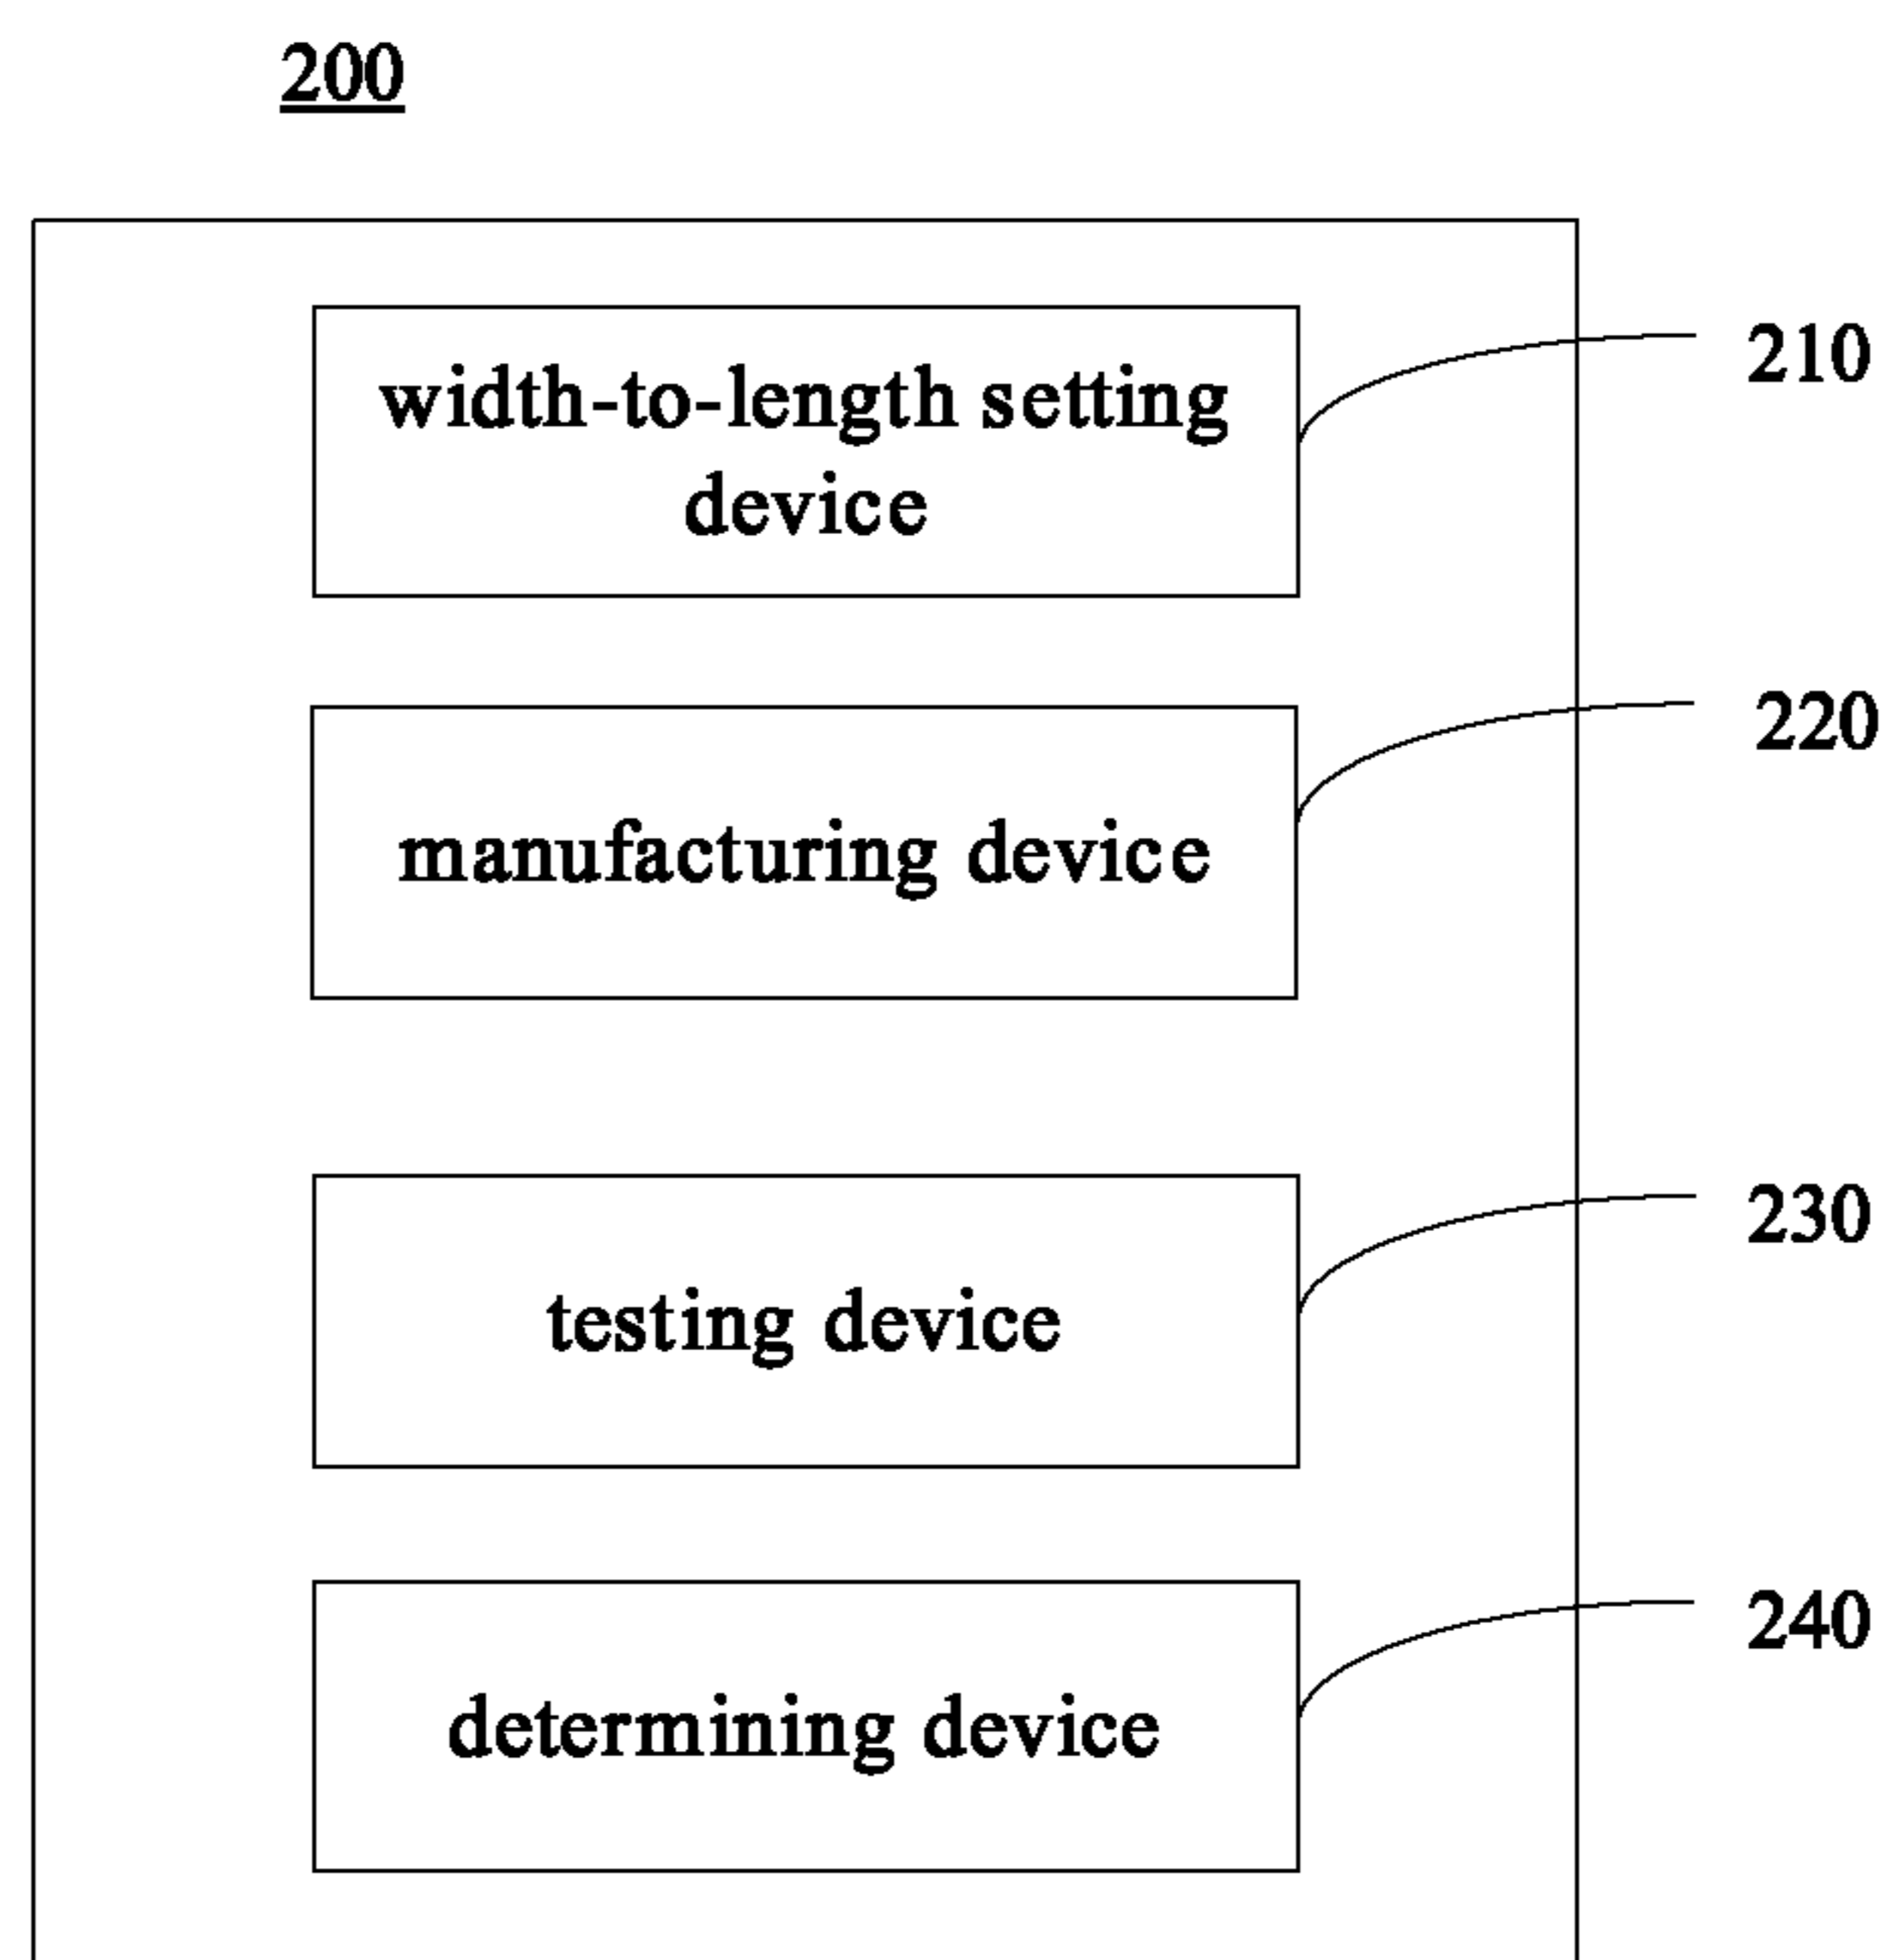 200
width-to-length setting
device
210
manufacturing device
220
testing device
230
determining device
240